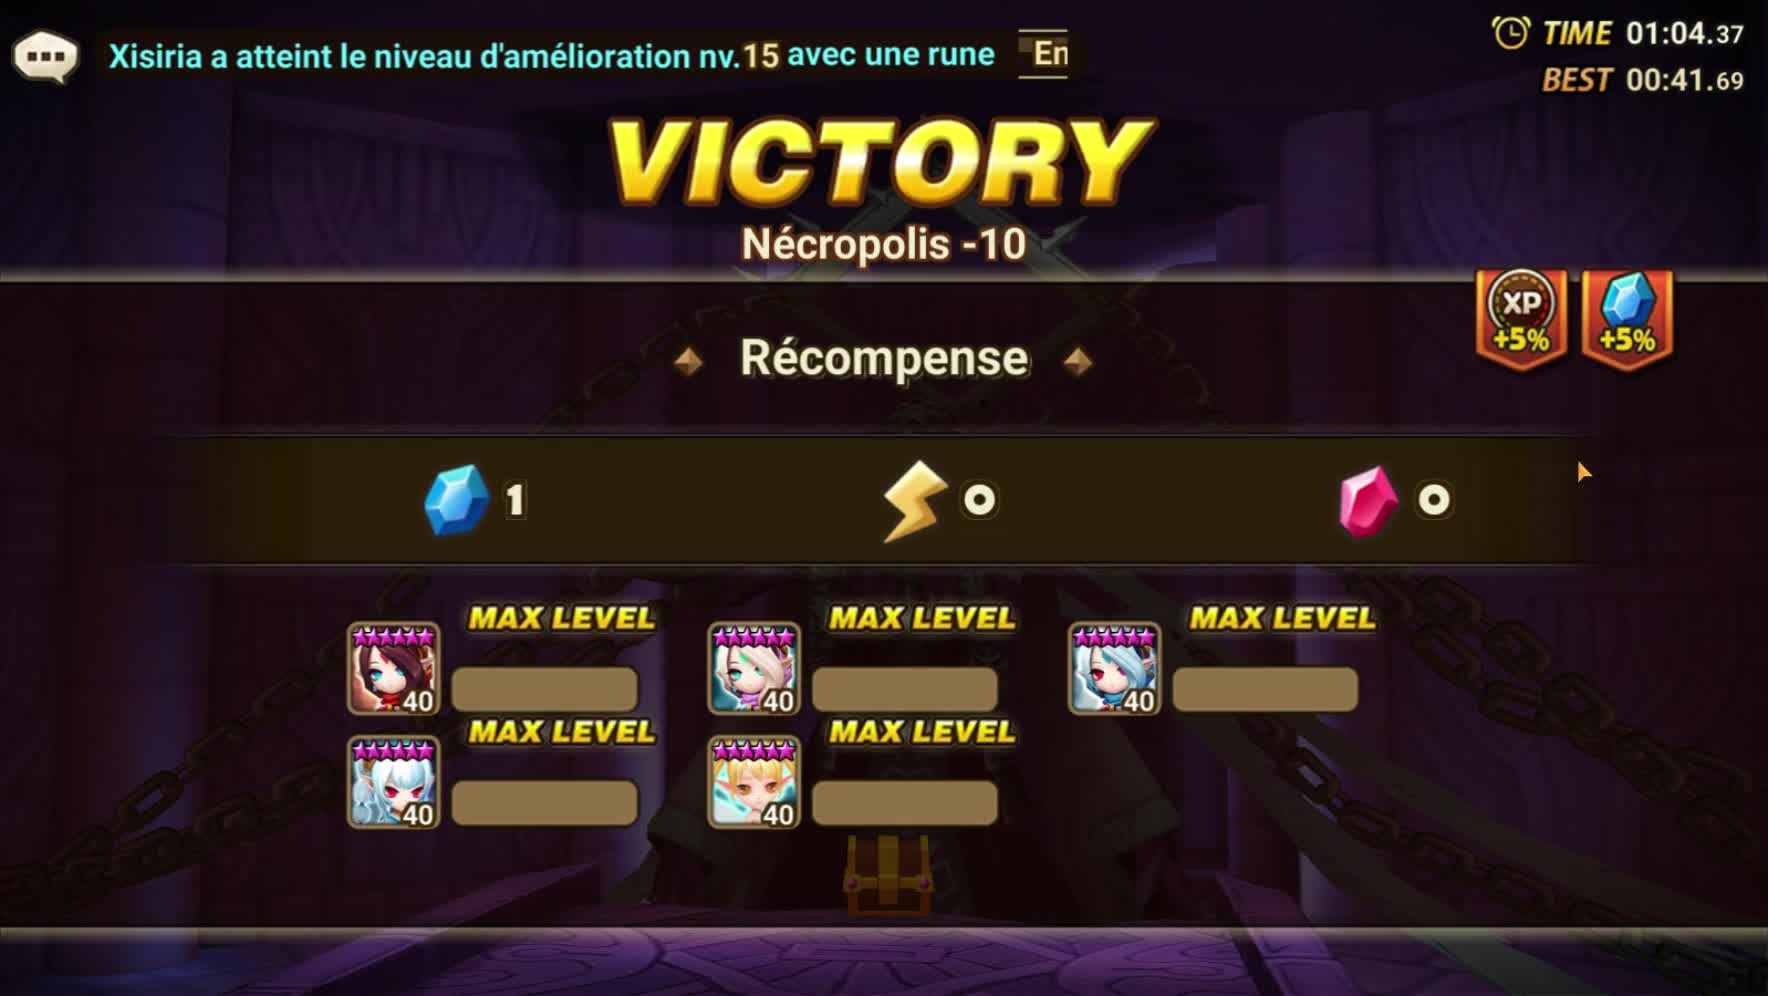 Xisiria a atteint le niveau d'amélioration nv.15 avec une rune En
TIME 01:04.37
BEST 00:41.69
VICTORY
Nécropolis -10
XP +5% +5%
Récompense
1 0 0
MAX LEVEL MAX LEVEL MAX LEVEL
40 40 40
MAX LEVEL MAX LEVEL
40 40